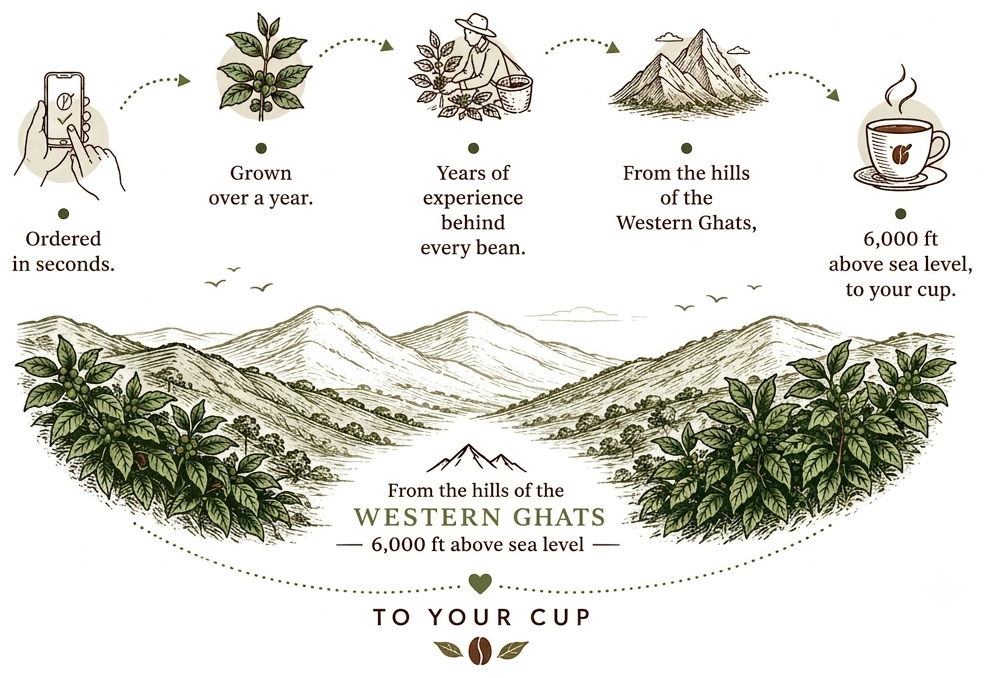 Ordered
in seconds.
Grown
over a year.
Years of
experience
behind
every bean.
From the hills
of the
Western Ghats,
6,000 ft
above sea level,
to your cup.
From the hills of the
WESTERN GHATS
6,000 ft above sea level
TO YOUR CUP